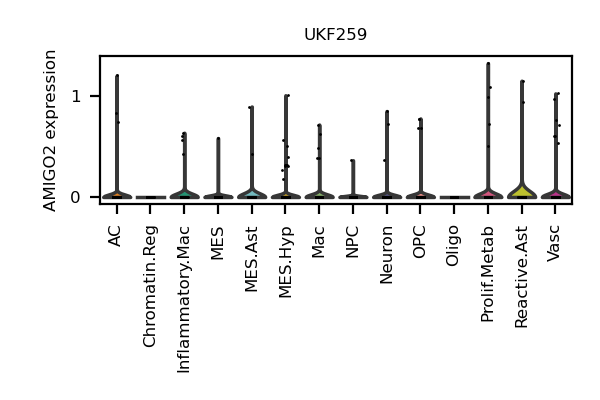 UKF259
AMIGO2 expression
1
0
AC
Chromatin.Reg
Inflammatory.Mac
MES
MES.Ast
MES.Hyp
Mac
NPC
Neuron
OPC
Oligo
Prolif.Metab
Reactive.Ast
Vasc